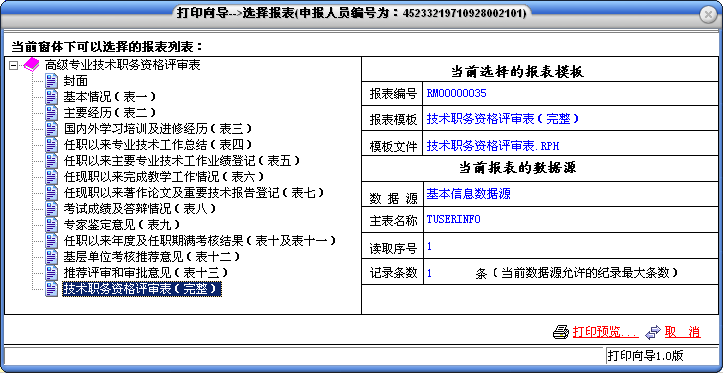 打印向导-->选择报表(申报人员编号为：45233219710928002101)
当前窗体下可以选择的报表列表：
高级专业技术职务资格评审表
封面
基本情况（表一）
主要经历（表二）
国内外学习培训及进修经历（表三）
任职以来专业技术工作总结（表四）
任职以来主要专业技术工作业绩登记（表五）
任现职以来完成教学工作情况（表六）
任现职以来著作论文及重要技术报告登记（表七）
考试成绩及答辩情况（表八）
专家鉴定意见（表九）
任职以来年度及任职期满考核结果（表十及表十一）
基层单位考核推荐意见（表十二）
推荐评审和审批意见（表十三）
技术职务资格评审表（完整）
当前选择的报表模板
报表编号 RM00000035
报表模板 技术职务资格评审表（完整）
模板文件 技术职务资格评审表.RPH
当前报表的数据源
数 据 源 基本信息数据源
主表名称 TUSERINFO
读取序号 1
记录条数 1 条（当前数据源允许的纪录最大条数）
打印预览... 取 消
打印向导1.0版